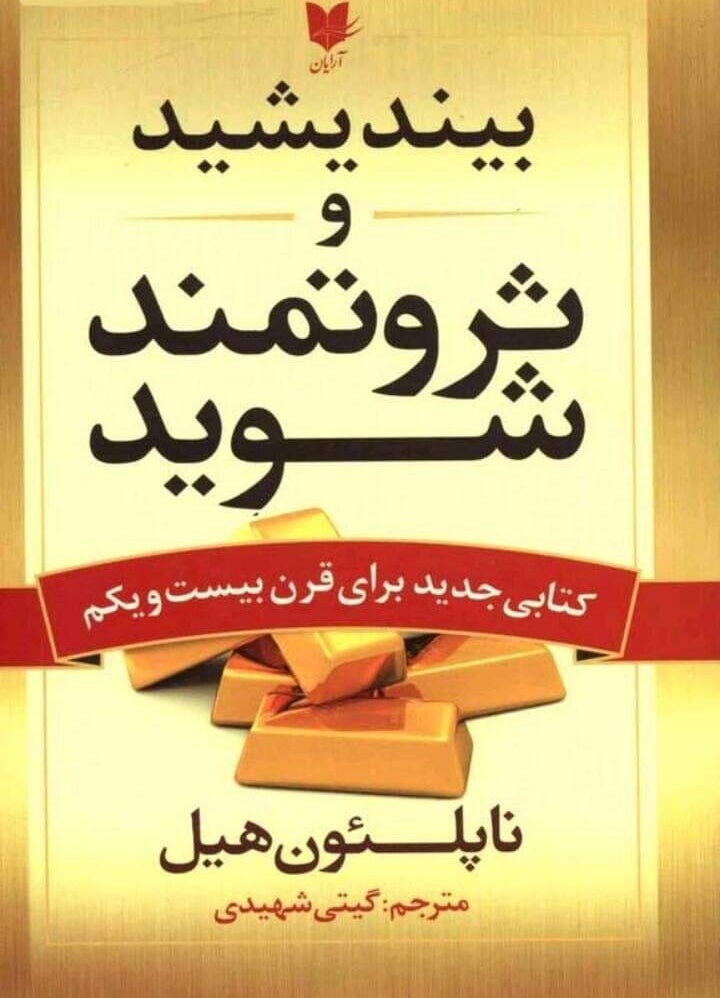 آرایان
بیندیشید
و
ثروتمند
شوید
کتابی جدید برای قرن بیست و یکم
ناپلئون هیل
مترجم: گیتی شهیدی